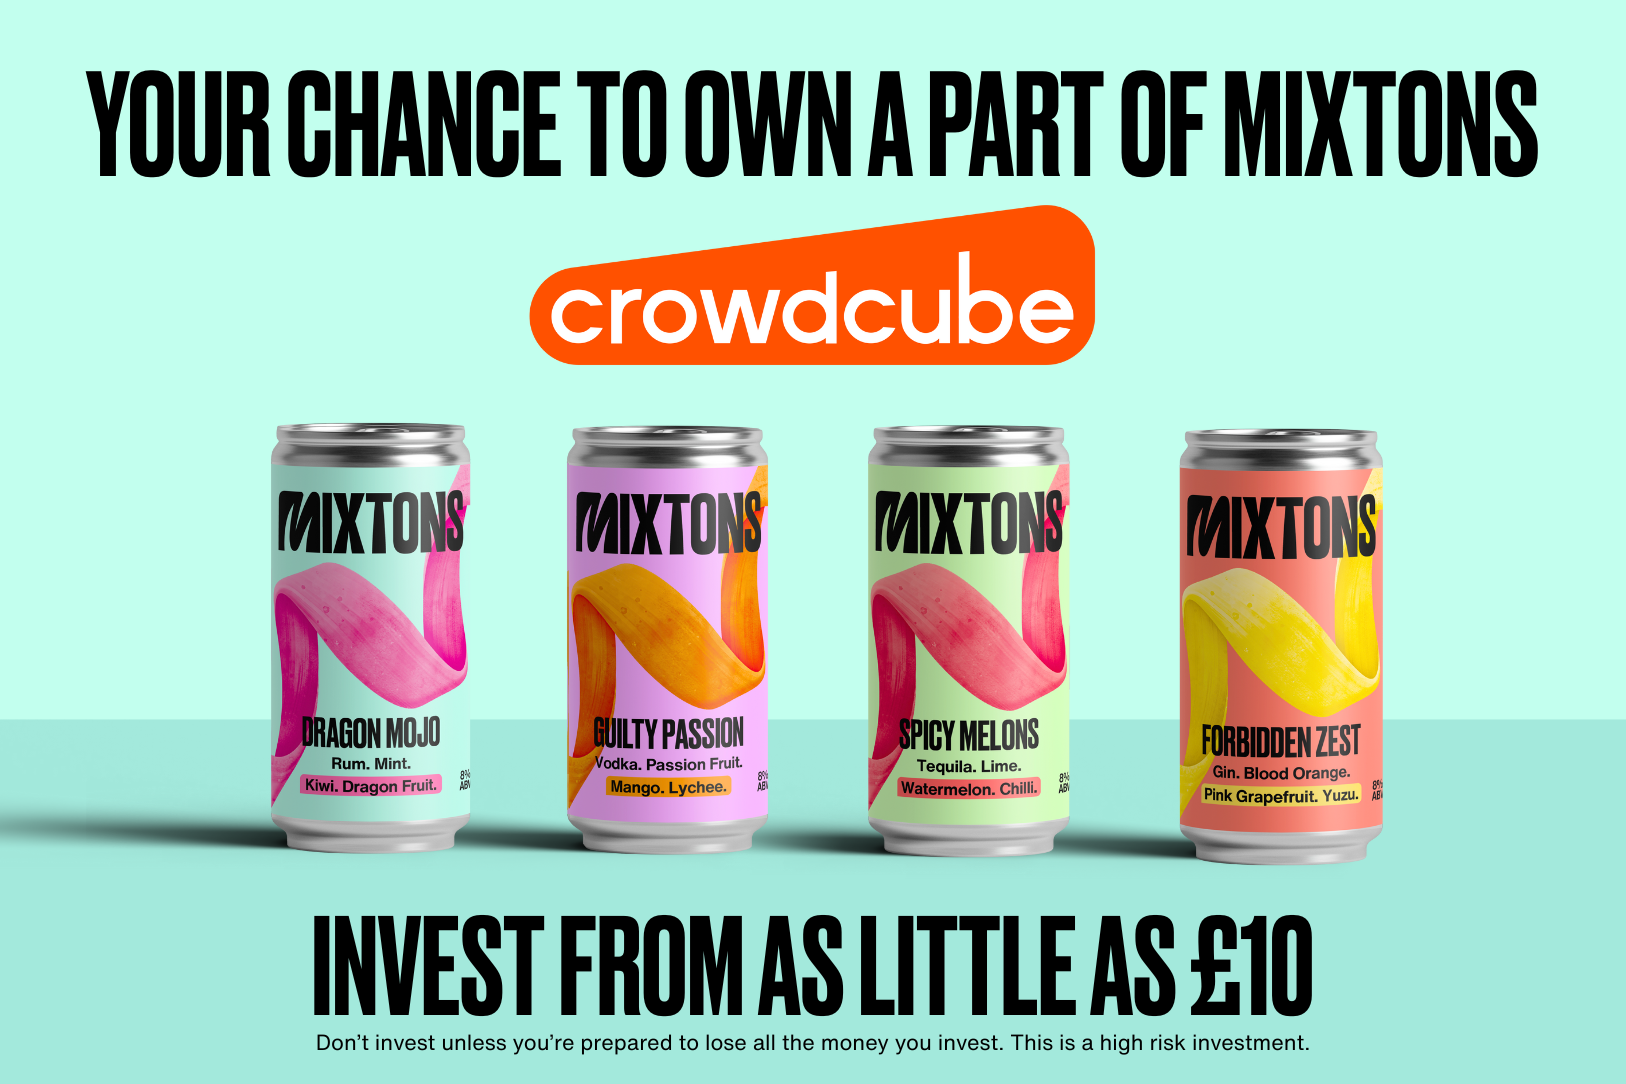 YOUR CHANCE TO OWN A PART OF MIXTONS
crowdcube
MIXTONS
DRAGON MOJO
Rum. Mint.
Kiwi. Dragon Fruit.
8%
ABV
MIXTONS
GUILTY PASSION
Vodka. Passion Fruit.
Mango. Lychee.
8%
ABV
MIXTONS
SPICY MELONS
Tequila. Lime.
Watermelon. Chilli.
8%
ABV
MIXTONS
FORBIDDEN ZEST
Gin. Blood Orange.
Pink Grapefruit. Yuzu.
8%
ABV
INVEST FROM AS LITTLE AS £10
Don't invest unless you're prepared to lose all the money you invest. This is a high risk investment.